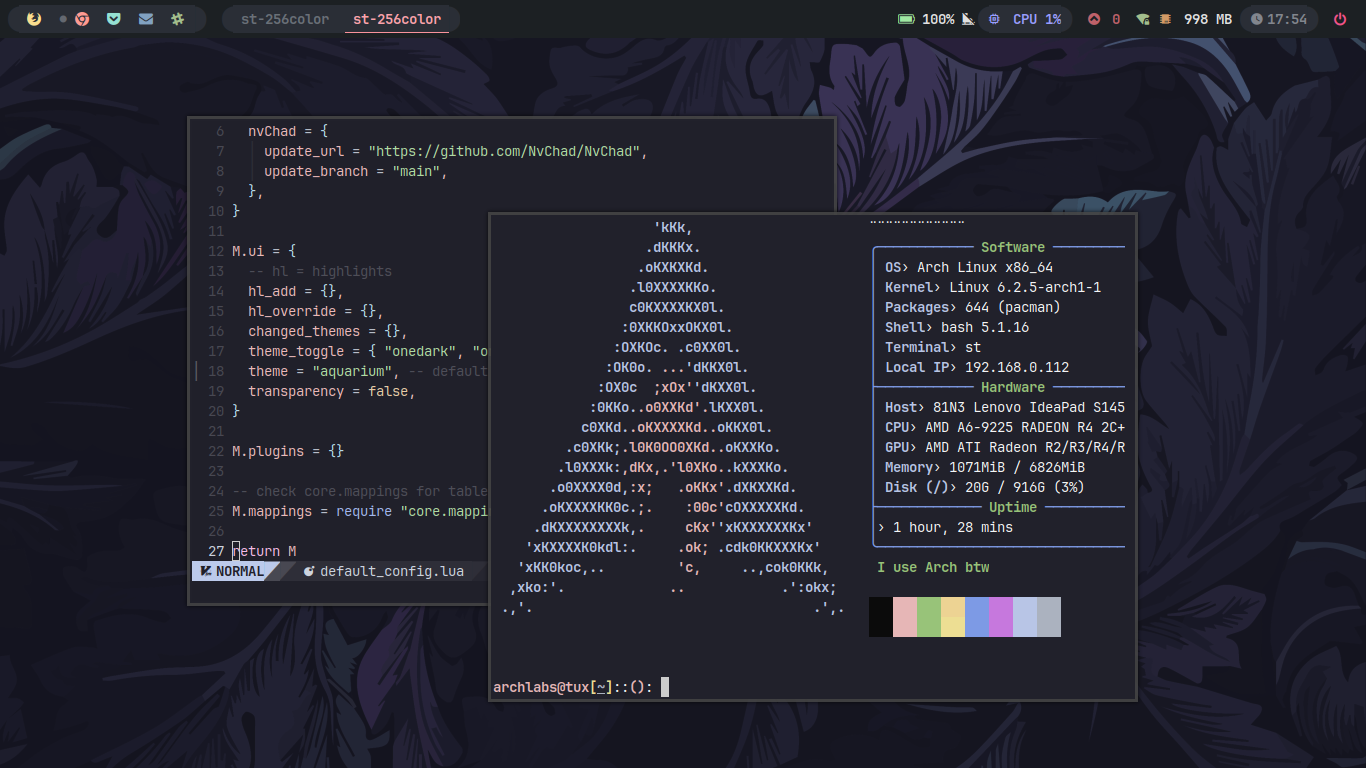 st-256color
st-256color
100%
CPU 1%
0
998 MB
17:54
6 nvChad = {
7 update_url = "https://github.com/NvChad/NvChad",
8 update_branch = "main",
9 },
10 }
11
12 M.ui = {
13 -- hl = highlights
14 hl_add = {},
15 hl_override = {},
16 changed_themes = {},
17 theme_toggle = { "onedark", "o
18 theme = "aquarium", -- default
19 transparency = false,
20 }
21
22 M.plugins = {}
23
24 -- check core.mappings for table
25 M.mappings = require "core.mappi
26
27 return M
NORMAL default_config.lua
'kKk,
.dKKKx.
.oKXKXKd.
.l0XXXXKKo.
c0KXXXXKX0l.
:0XKKOxxOKX0l.
:OXKOc. .c0XX0l.
:OK0o. ...'dKKX0l.
:OX0c  ;xOx''dXXX0l.
:0KKo..o0XXKd'.lKXX0l.
c0XKd..oKXXXXKd..oKKX0l.
.c0XKk;.l0K0OO0XKd..oKXXKo.
.l0XXXk:,dKx,.'l0XKo..kXXXKo.
.o0XXXX0d,:x;   .oKKx'.dXKXXKd.
.oKXXXXKK0c.;.    :00c'cOXXXXXKd.
.dKXXXXXXXXk,.     cKx''xKXXXXXXKx'
'xKXXXXK0kdl:.     .ok; .cdk0KKXXXKx'
'xKK0koc,..         'c,     ..,cok0KKk,
,xko:'.             ..            .':okx;
.,'.                                   .',.
Software
OS› Arch Linux x86_64
Kernel› Linux 6.2.5-arch1-1
Packages› 644 (pacman)
Shell› bash 5.1.16
Terminal› st
Local IP› 192.168.0.112
Hardware
Host› 81N3 Lenovo IdeaPad S145
CPU› AMD A6-9225 RADEON R4 2C+
GPU› AMD ATI Radeon R2/R3/R4/R
Memory› 1071MiB / 6826MiB
Disk (/)› 20G / 916G (3%)
Uptime
› 1 hour, 28 mins
I use Arch btw
archlabs@tux[~]::():